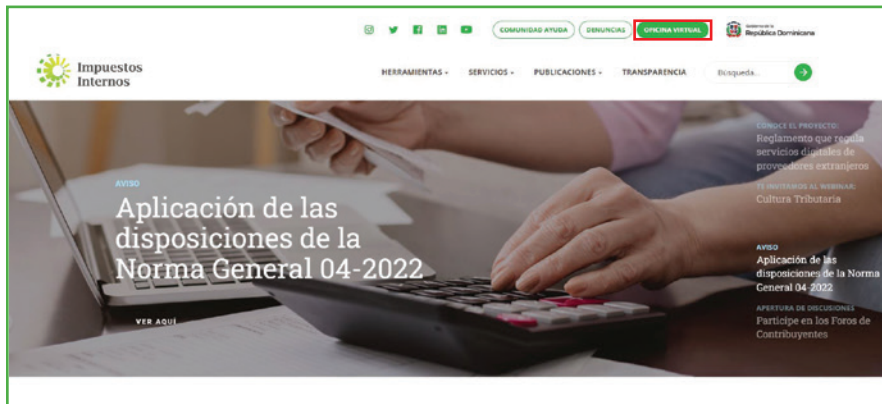 COMUNIDAD AYUDA
DENUNCIAS
OFICINA VIRTUAL
Gobierno de la
República Dominicana
Impuestos
Internos
HERRAMIENTAS
SERVICIOS
PUBLICACIONES
TRANSPARENCIA
Búsqueda..
AVISO
Aplicación de las
disposiciones de la
Norma General 04-2022
VER AQUÍ
CONOCE EL PROYECTO:
Reglamento que regula
servicios digitales de
proveedores extranjeros
TE INVITAMOS AL WEBINAR:
Cultura Tributaria
AVISO
Aplicación de las
disposiciones de la Norma
General 04-2022
APERTURA DE DISCUSIONES
Participe en los Foros de
Contribuyentes